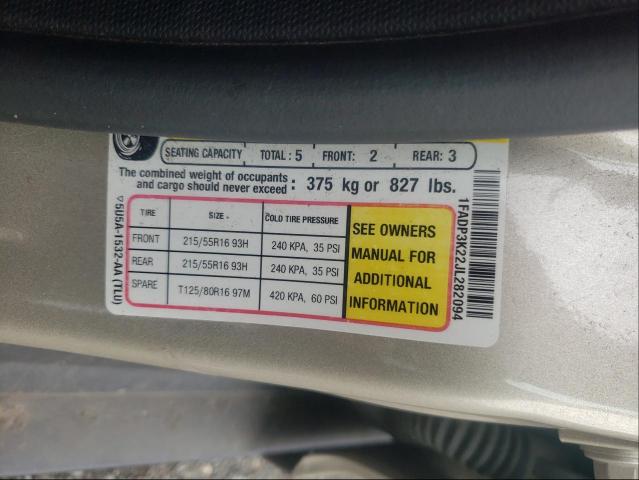 SEATING CAPACITY TOTAL: 5 FRONT: 2 REAR: 3
The combined weight of occupants
and cargo should never exceed: 375 kg or 827 lbs.
TIRE SIZE COLD TIRE PRESSURE
FRONT 215/55R16 93H 240 KPA, 35 PSI
REAR 215/55R16 93H 240 KPA, 35 PSI
SPARE T125/80R16 97M 420 KPA, 60 PSI
SEE OWNERS
MANUAL FOR
ADDITIONAL
INFORMATION
▽5U5A-1532-AA (TLU)
1FADP3K22JL282094